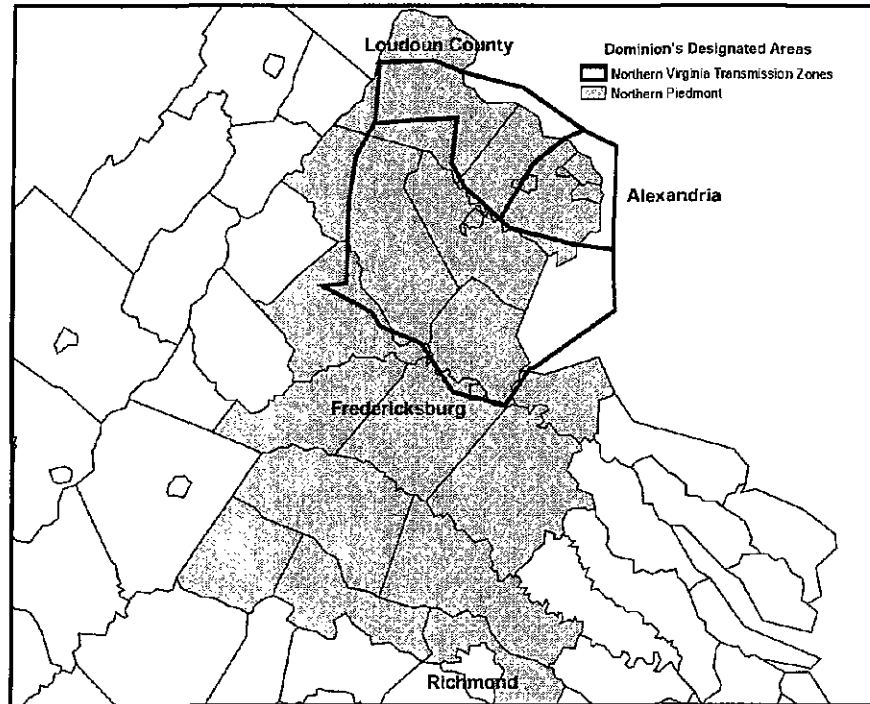 Loudoun County
Dominion's Designated Areas
Northern Virginia Transmission Zones
Northern Piedmont
Alexandria
Fredericksburg
Richmond